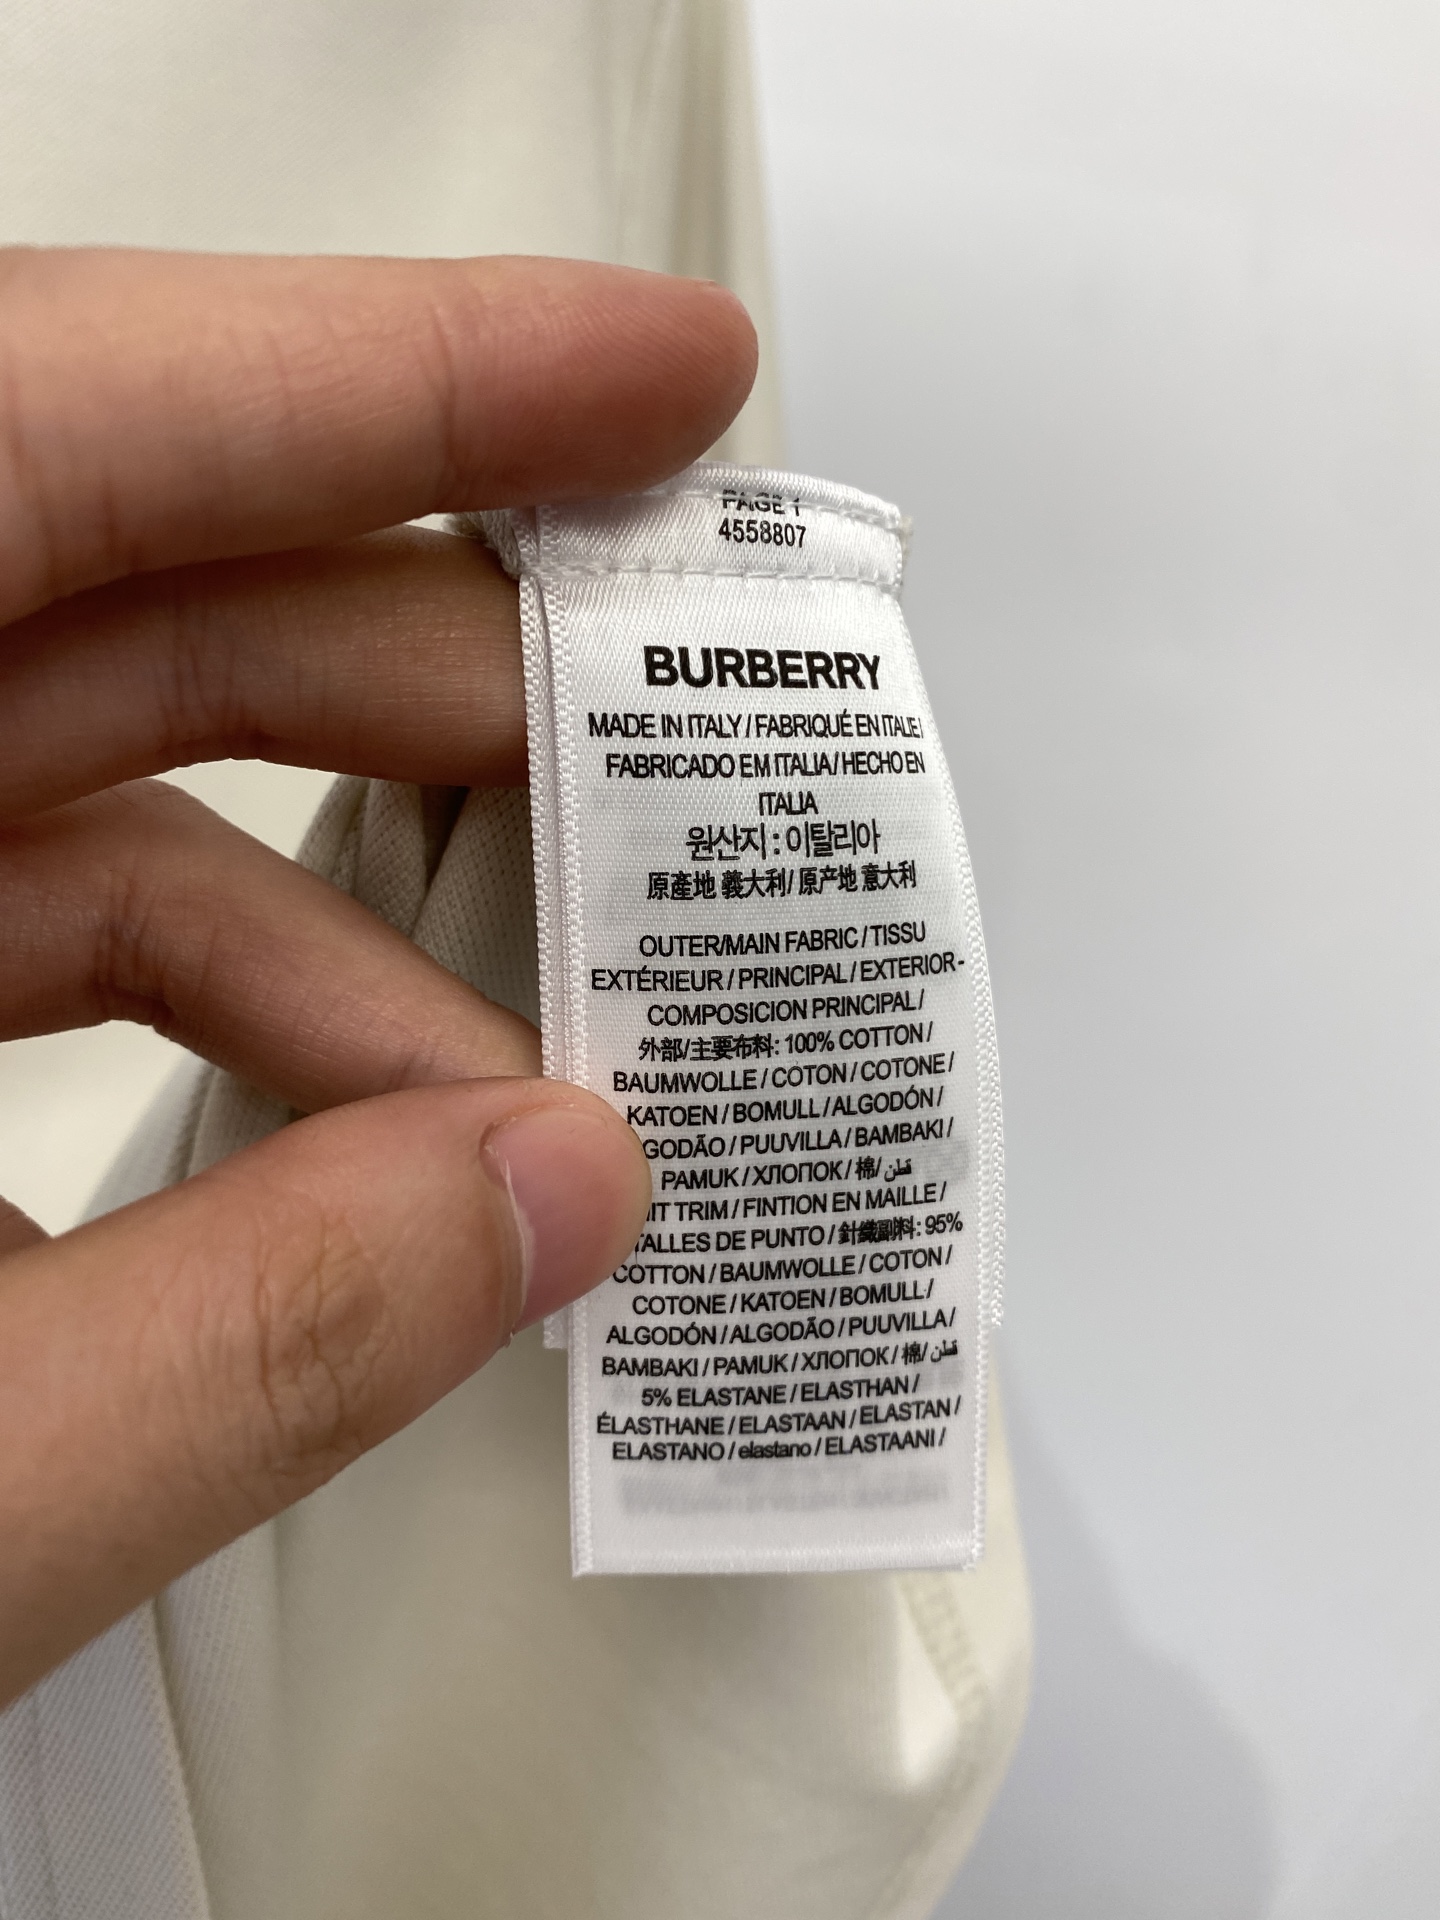 PAGE 1
4558807
BURBERRY
MADE IN ITALY / FABRIQUÉ EN ITALIE /
FABRICADO EM ITALIA / HECHO EN
ITALIA
원산지 : 이탈리아
原產地 義大利/ 原产地 意大利
OUTER/MAIN FABRIC / TISSU
EXTÉRIEUR / PRINCIPAL / EXTERIOR -
COMPOSICION PRINCIPAL /
外部/主要布料: 100% COTTON /
BAUMWOLLE / COTON / COTONE /
KATOEN / BOMULL / ALGODÓN /
GODÃO / PUUVILLA / BAMBAKI /
PAMUK / ХЛОПОК / 棉/ قطن
IT TRIM / FINTION EN MAILLE /
TALLES DE PUNTO / 針織副料: 95%
COTTON / BAUMWOLLE / COTON /
COTONE / KATOEN / BOMULL /
ALGODÓN / ALGODÃO / PUUVILLA /
BAMBAKI / PAMUK / ХЛОПОК / 棉/ قطن
5% ELASTANE / ELASTHAN /
ÉLASTHANE / ELASTAAN / ELASTAN /
ELASTANO / elastano / ELASTAANI /